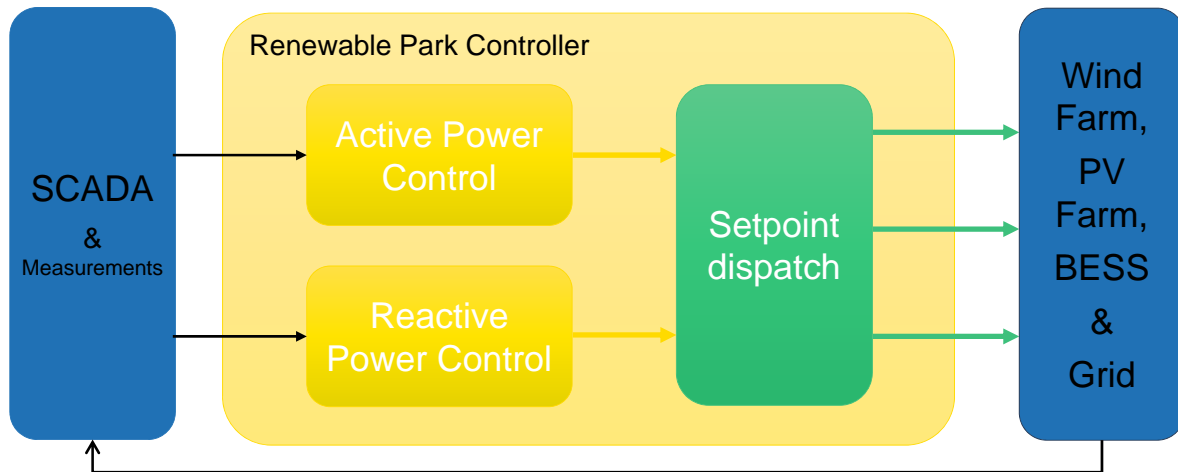 Renewable Park Controller
SCADA
&
Measurements
Active Power
Control
Reactive
Power Control
Setpoint
dispatch
Wind
Farm,
PV
Farm,
BESS
&
Grid